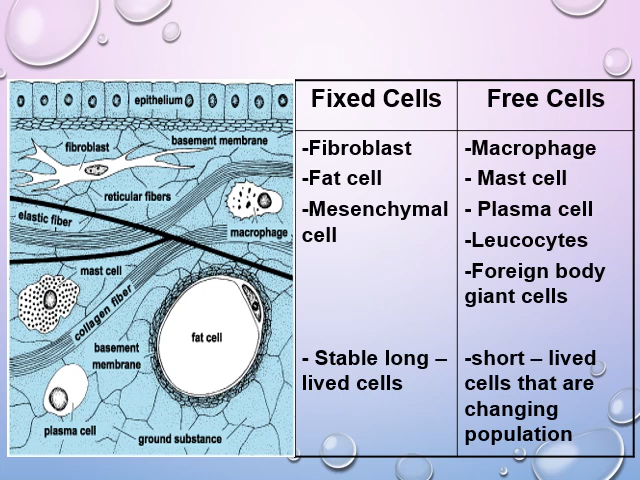 epithelium
basement membrane
fibroblast
reticular fibers
elastic fiber
macrophage
mast cell
collagen fiber
fat cell
basement
membrane
plasma cell
ground substance
Fixed Cells
-Fibroblast
-Fat cell
-Mesenchymal
cell
- Stable long –
lived cells
Free Cells
-Macrophage
- Mast cell
- Plasma cell
-Leucocytes
-Foreign body
giant cells
-short – lived
cells that are
changing
population